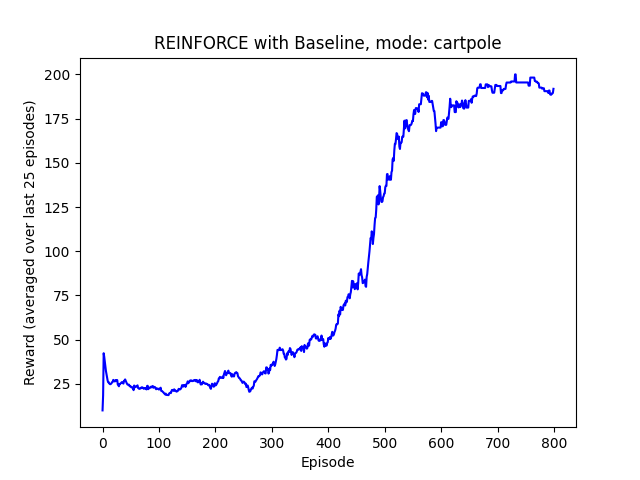 REINFORCE with Baseline, mode: cartpole
Reward (averaged over last 25 episodes)
200
175
150
125
100
75
50
25
0 100 200 300 400 500 600 700 800
Episode